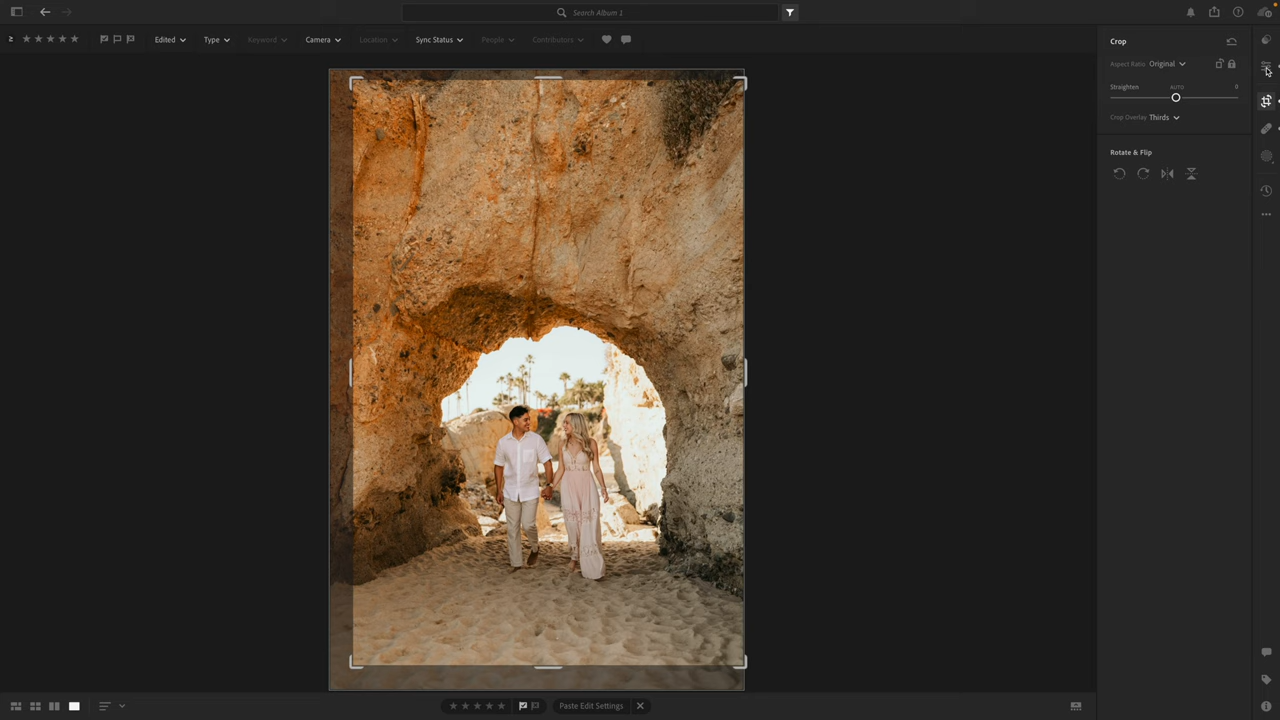 Search Album 1
≥ Edited Type Keyword Camera Location Sync Status People Contributors
Crop
Aspect Ratio Original
Straighten AUTO 0
Crop Overlay Thirds
Rotate & Flip
Paste Edit Settings